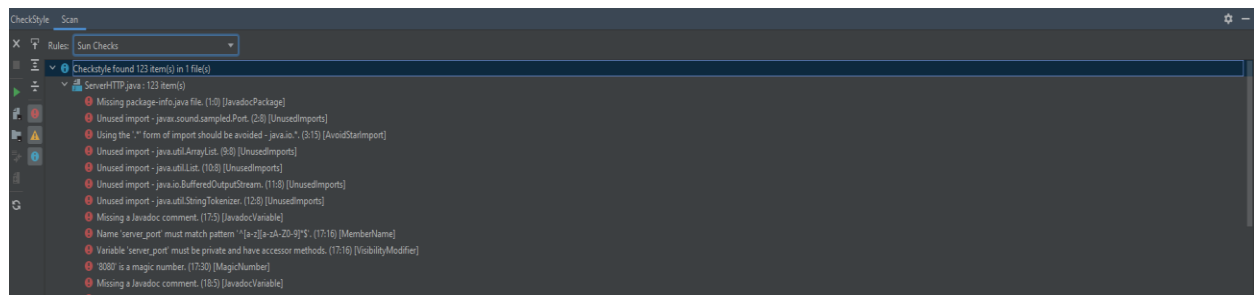 CheckStyle Scan
Rules: Sun Checks
Checkstyle found 123 item(s) in 1 file(s)
ServerHTTP.java : 123 item(s)
Missing package-info.java file. (1:0) [JavadocPackage]
Unused import - javax.sound.sampled.Port. (2:8) [UnusedImports]
Using the '.*' form of import should be avoided - java.io.*. (3:15) [AvoidStarImport]
Unused import - java.util.ArrayList. (9:8) [UnusedImports]
Unused import - java.util.List. (10:8) [UnusedImports]
Unused import - java.io.BufferedOutputStream. (11:8) [UnusedImports]
Unused import - java.util.StringTokenizer. (12:8) [UnusedImports]
Missing a Javadoc comment. (17:5) [JavadocVariable]
Name 'server_port' must match pattern '^[a-z][a-zA-Z0-9]*$'. (17:16) [MemberName]
Variable 'server_port' must be private and have accessor methods. (17:16) [VisibilityModifier]
'8080' is a magic number. (17:30) [MagicNumber]
Missing a Javadoc comment. (18:5) [JavadocVariable]